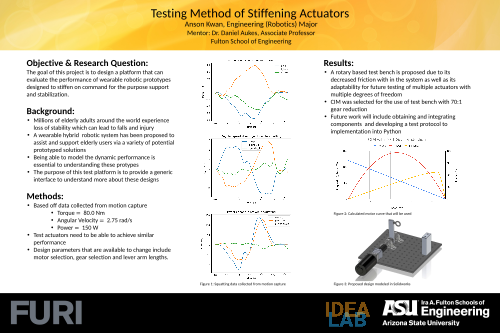 Testing Method of Stiffening Actuators
Anson Kwan, Engineering (Robotics) Major
Mentor: Dr. Daniel Aukes, Associate Professor
Fulton School of Engineering
Objective & Research Question:
The goal of this project is to design a platform that can
evaluate the performance of wearable robotic prototypes
designed to stiffen on command for the purpose support
and stabilization.
Background:
• Millions of elderly adults around the world experience
loss of stability which can lead to falls and injury
• A wearable hybrid robotic system has been proposed to
assist and support elderly users via a variety of potential
prototyped solutions
• Being able to model the dynamic performance is
essential to understanding these protypes
• The purpose of this test platform is to provide a generic
interface to understand more about these designs
Methods:
• Based off data collected from motion capture
• Torque = 80.0 Nm
• Angular Velocity = 2.75 rad/s
• Power = 150 W
• Test actuators need to be able to achieve similar
performance
• Design parameters that are available to change include
motor selection, gear selection and lever arm lengths.
Figure 1: Squatting data collected from motion capture
Results:
• A rotary based test bench is proposed due to its
decreased friction with in the system as well as its
adaptability for future testing of multiple actuators with
multiple degrees of freedom
• CIM was selected for the use of test bench with 70:1
gear reduction
• Future work will include obtaining and integrating
components and developing a test protocol to
implementation into Python
Figure 2: Calculated motor curve that will be used
Figure 3: Proposed design modeled in Solidworks
FURI
IDEA
LAB
ASU Ira A. Fulton Schools of
Engineering
Arizona State University